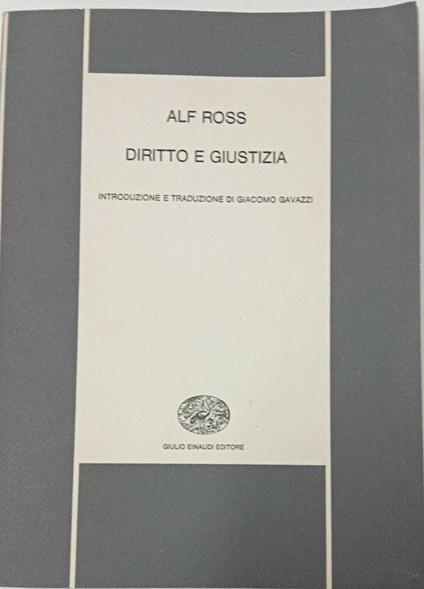 ALF ROSS
DIRITTO E GIUSTIZIA
INTRODUZIONE E TRADUZIONE DI GIACOMO GAVAZZI
GIULIO EINAUDI EDITORE